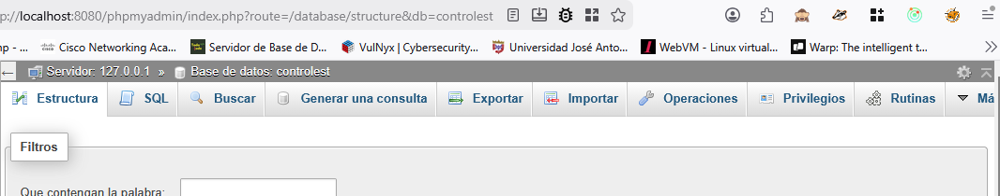 p://localhost:8080/phpmyadmin/index.php?route=/database/structure&db=controlest
np - ... Cisco Networking Aca... Servidor de Base de D... VulNyx | Cybersecurity... Universidad José Anto... WebVM - Linux virtual... Warp: The intelligent t...
Servidor: 127.0.0.1 » Base de datos: controlest
Estructura SQL Buscar Generar una consulta Exportar Importar Operaciones Privilegios Rutinas Má
Filtros
Que contengan la palabra: